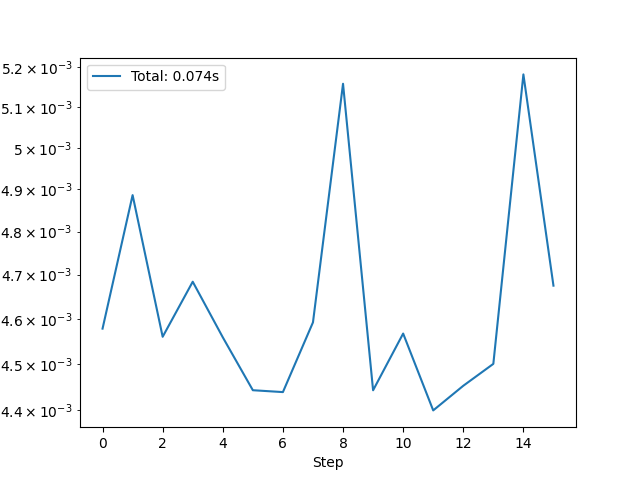 Total: 0.074s
5.2 × 10⁻³
5.1 × 10⁻³
5 × 10⁻³
4.9 × 10⁻³
4.8 × 10⁻³
4.7 × 10⁻³
4.6 × 10⁻³
4.5 × 10⁻³
4.4 × 10⁻³
0 2 4 6 8 10 12 14
Step